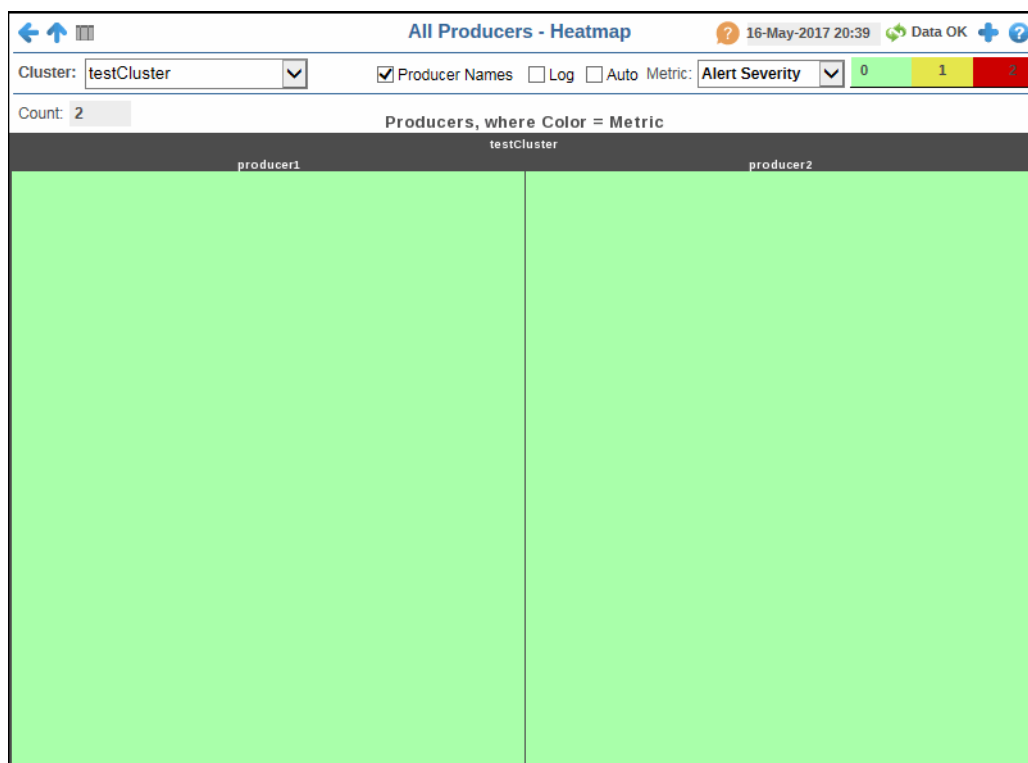 All Producers - Heatmap ? 16-May-2017 20:39 Data OK ?
Cluster: testCluster Producer Names Log Auto Metric: Alert Severity 0 1 2
Count: 2
Producers, where Color = Metric
testCluster
producer1 producer2